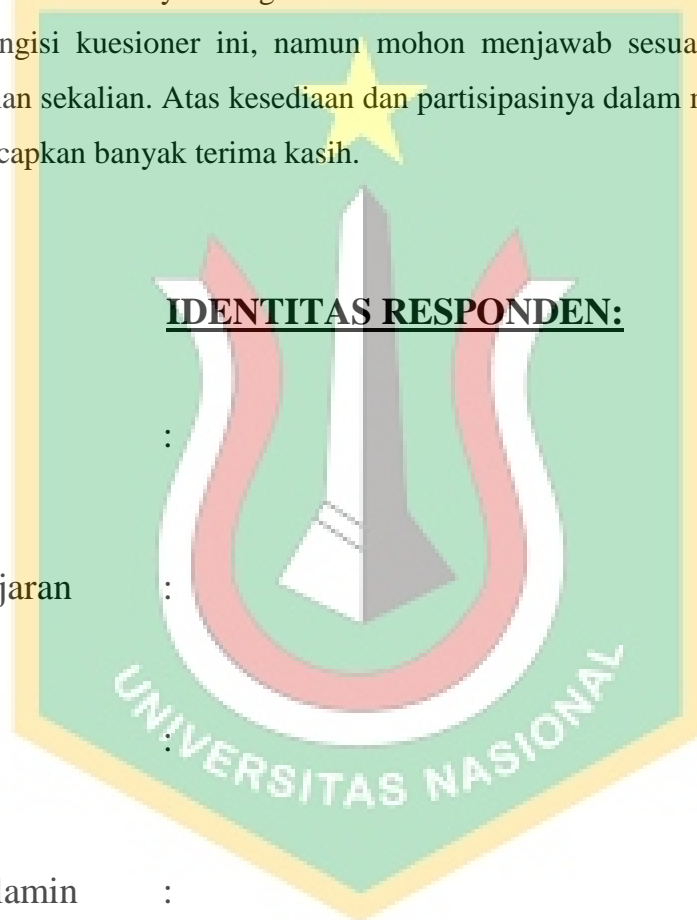 ngisi kuesioner ini, namun mohon menjawab sesua
an sekalian. Atas kesediaan dan partisipasinya dalam
capkan banyak terima kasih.
IDENTITAS RESPONDEN:
:
jaran :
:
lamin :
UNIVERSITAS NASIONAL